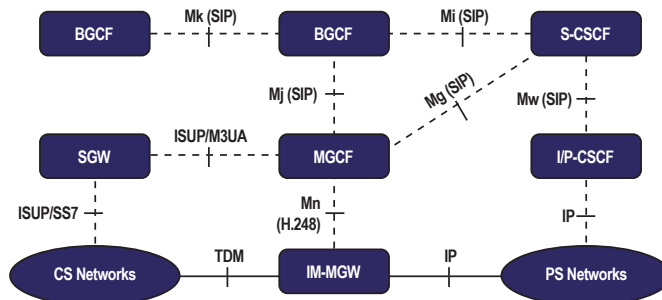 Mk (SIP)
Mi (SIP)
BGCF
BGCF
S-CSCF
Mj (SIP)
Mg (SIP)
Mw (SIP)
ISUP/M3UA
SGW
MGCF
I/P-CSCF
ISUP/SS7
Mn
(H.248)
IP
TDM
IP
CS Networks
IM-MGW
PS Networks